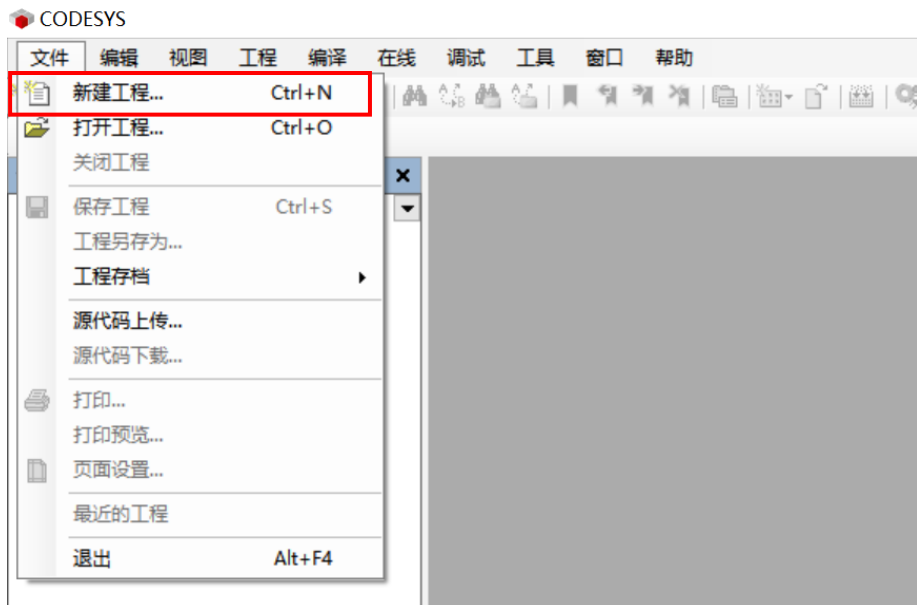 CODESYS
文件 编辑 视图 工程 编译 在线 调试 工具 窗口 帮助
新建工程... Ctrl+N
打开工程... Ctrl+O
关闭工程
保存工程 Ctrl+S
工程另存为...
工程存档
源代码上传...
源代码下载...
打印...
打印预览...
页面设置...
最近的工程
退出 Alt+F4